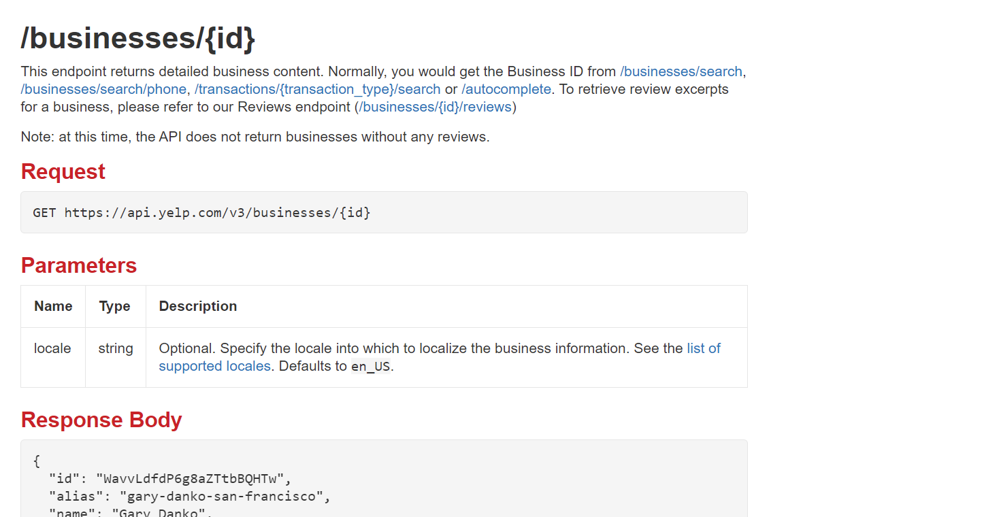 /businesses/{id}
This endpoint returns detailed business content. Normally, you would get the Business ID from /businesses/search,
/businesses/search/phone, /transactions/{transaction_type}/search or /autocomplete. To retrieve review excerpts
for a business, please refer to our Reviews endpoint (/businesses/{id}/reviews)
Note: at this time, the API does not return businesses without any reviews.
Request
GET https://api.yelp.com/v3/businesses/{id}
Parameters
Name Type Description
locale string Optional. Specify the locale into which to localize the business information. See the list of
supported locales. Defaults to en_US.
Response Body
{
"id": "WavvLdfdP6g8aZTtbBQHTw",
"alias": "gary-danko-san-francisco",
"name": "Gary Danko",